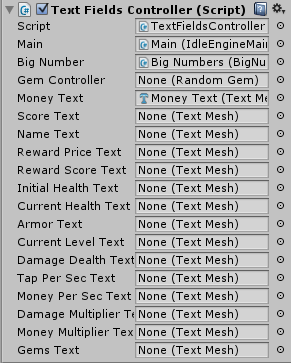 Text Fields Controller (Script)
Script TextFieldsController
Main Main (IdleEngineMai
Big Number Big Numbers (BigNu
Gem Controller None (Random Gem)
Money Text Money Text (Text Me
Score Text None (Text Mesh)
Name Text None (Text Mesh)
Reward Price Text None (Text Mesh)
Reward Score Text None (Text Mesh)
Initial Health Text None (Text Mesh)
Current Health Text None (Text Mesh)
Armor Text None (Text Mesh)
Current Level Text None (Text Mesh)
Damage Dealth Text None (Text Mesh)
Tap Per Sec Text None (Text Mesh)
Money Per Sec Text None (Text Mesh)
Damage Multiplier Te None (Text Mesh)
Money Multiplier Tex None (Text Mesh)
Gems Text None (Text Mesh)